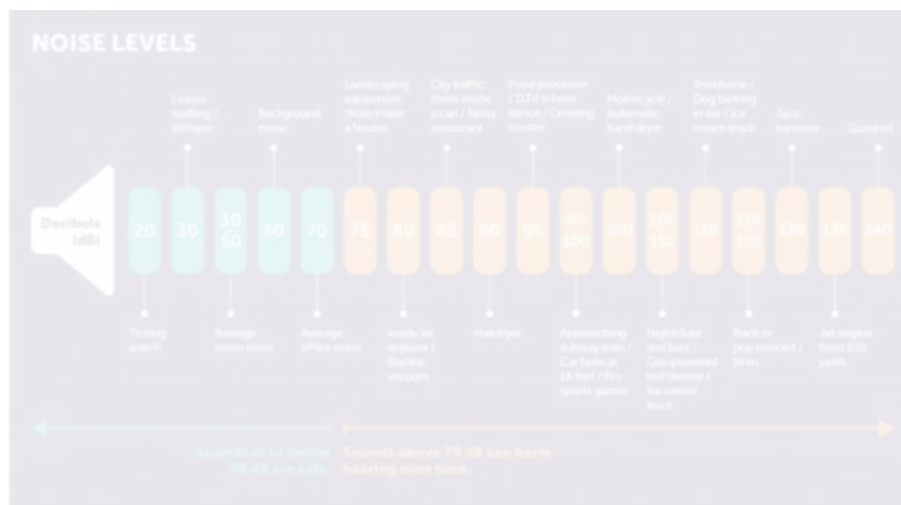 NOISE LEVELS
Leaves
rustling /
Whisper
Background
music
Landscaping
equipment
(from inside
a house)
City traffic
(from inside
a car) / Noisy
restaurant
Food processor
/ DJ'd school
dance / Crowing
rooster
Motorcycle /
Automatic
hand dryer
Trombone /
Dog barking
in ear / Ice
cream truck
Jack-
hammer
Gunshot
Decibels
(dB)
20
30
30
50
60
70
75
80
85
90
95
95
100
100
105
110
110
110
120
130
135
140
Ticking
watch
Average
room noise
Average
office noise
Inside an
airplane /
Electric
vacuum
Hairdryer
Approaching
subway train /
Car horn at
16 feet / Pro
sports games
Nightclubs
and bars /
Gas-powered
leaf blower /
Ice cream
truck
Rock or
pop concert /
Siren
Jet engine
from 100
yards
Sounds at or below
70 dB are safe.
Sounds above 70 dB can harm
hearing over time.